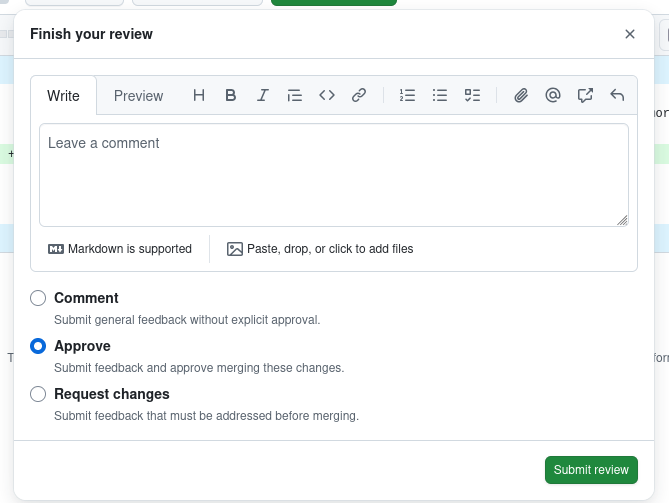 Finish your review
Write
Preview
Leave a comment
Markdown is supported
Paste, drop, or click to add files
Comment
Submit general feedback without explicit approval.
Approve
Submit feedback and approve merging these changes.
Request changes
Submit feedback that must be addressed before merging.
Submit review